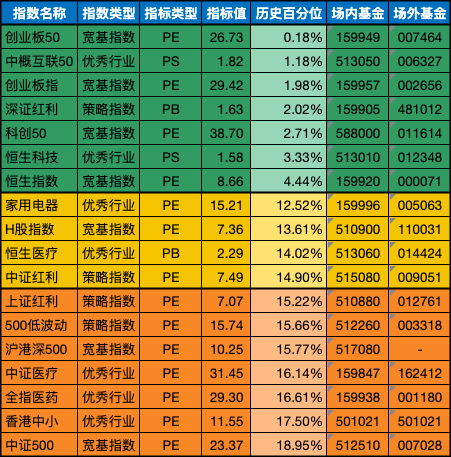 指数名称 指数类型 指标类型 指标值 历史百分位 场内基金 场外基金
创业板50 宽基指数 PE 26.73 0.18% 159949 007464
中概互联50 优秀行业 PS 1.82 1.18% 513050 006327
创业板指 宽基指数 PE 29.42 1.98% 159957 002656
深证红利 策略指数 PB 1.63 2.02% 159905 481012
科创50 宽基指数 PE 38.70 2.71% 588000 011614
恒生科技 优秀行业 PS 1.58 3.33% 513010 012348
恒生指数 宽基指数 PE 8.66 4.44% 159920 000071
家用电器 优秀行业 PE 15.21 12.52% 159996 005063
H股指数 宽基指数 PE 7.36 13.61% 510900 110031
恒生医疗 优秀行业 PB 2.29 14.02% 513060 014424
中证红利 策略指数 PE 7.49 14.90% 515080 009051
上证红利 策略指数 PE 7.07 15.22% 510880 012761
500低波动 策略指数 PE 15.74 15.66% 512260 003318
沪港深500 宽基指数 PE 10.25 15.77% 517080 -
中证医疗 优秀行业 PE 31.45 16.14% 159847 162412
全指医药 优秀行业 PE 29.30 16.61% 159938 001180
香港中小 优秀行业 PE 11.55 17.50% 501021 501021
中证500 宽基指数 PE 23.37 18.95% 512510 007028